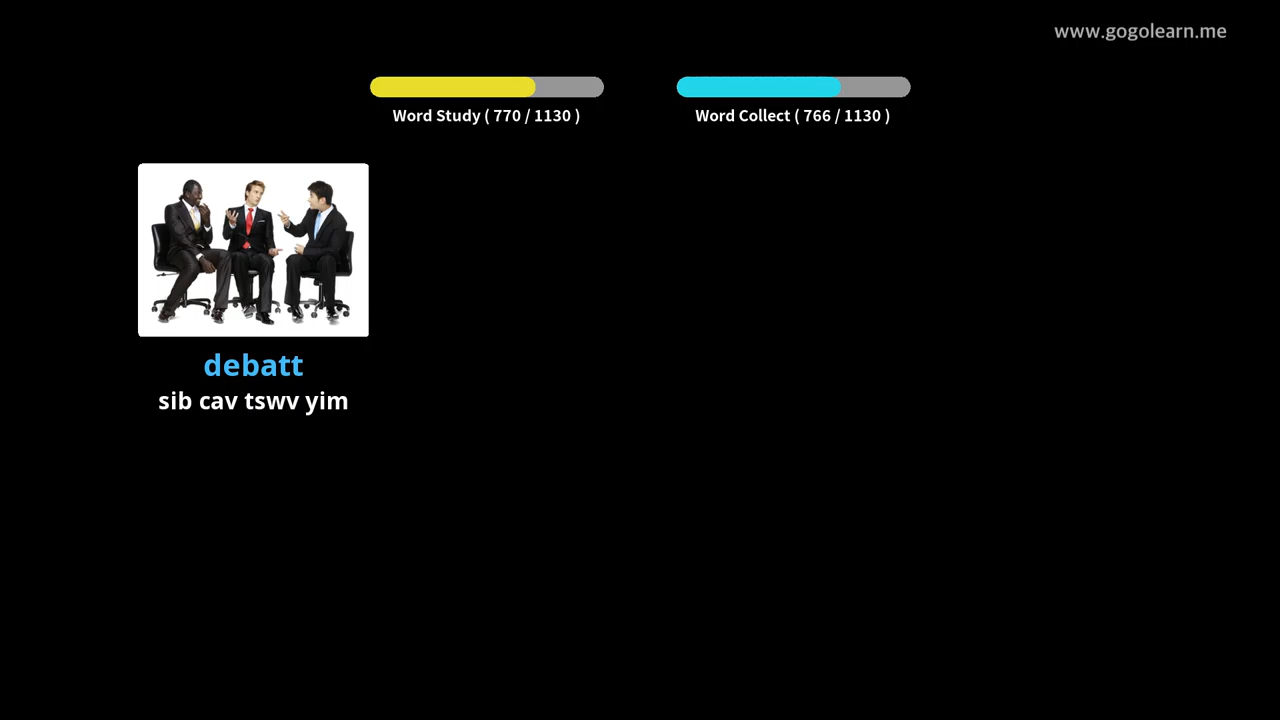 www.gogolearn.me
Word Study ( 770 / 1130 )
Word Collect ( 766 / 1130 )
debatt
sib cav tswv yim